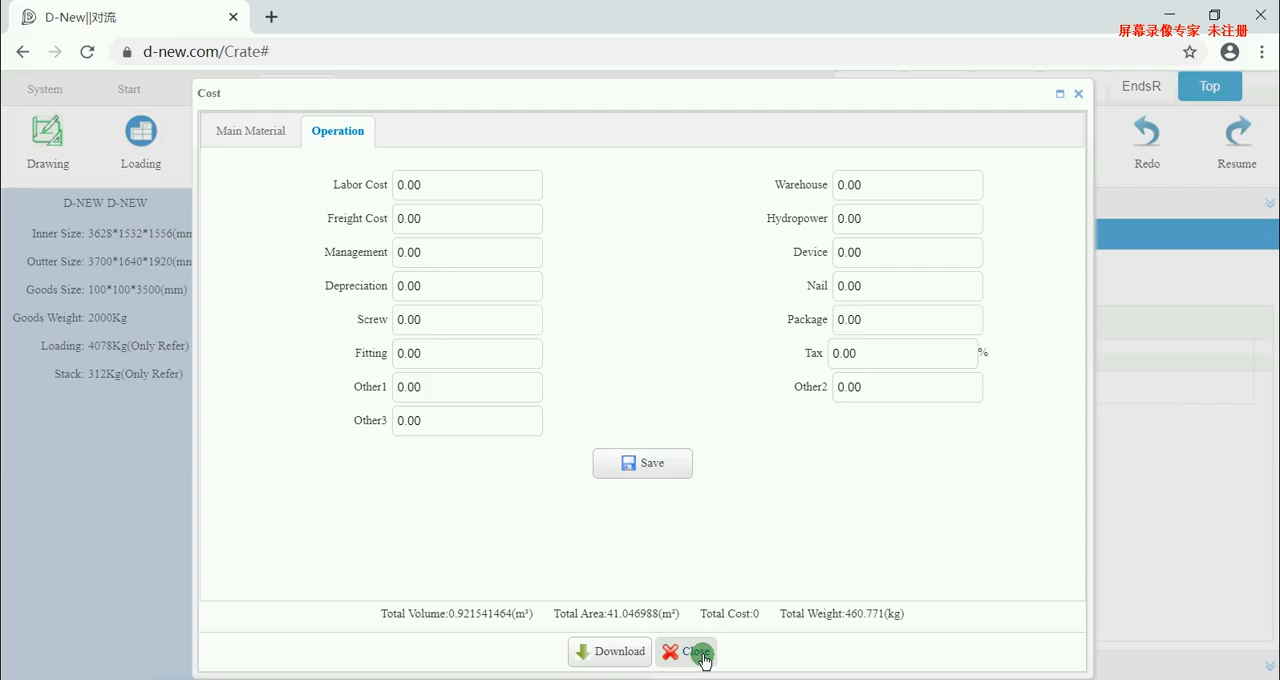 D-New||对流
屏幕录像专家 未注册
d-new.com/Crate#
System Start
Cost
EndsR Top
Main Material Operation
Drawing Loading
Redo Resume
D-NEW D-NEW
Inner Size: 3628*1532*1556(mm
Outter Size: 3700*1640*1920(mm
Goods Size: 100*100*3500(mm)
Goods Weight: 2000Kg
Loading: 4078Kg(Only Refer)
Stack: 312Kg(Only Refer)
Labor Cost 0.00 Warehouse 0.00
Freight Cost 0.00 Hydropower 0.00
Management 0.00 Device 0.00
Depreciation 0.00 Nail 0.00
Screw 0.00 Package 0.00
Fitting 0.00 Tax 0.00 %
Other1 0.00 Other2 0.00
Other3 0.00
Save
Total Volume:0.921541464(m³) Total Area:41.046988(m²) Total Cost:0 Total Weight:460.771(kg)
Download Close